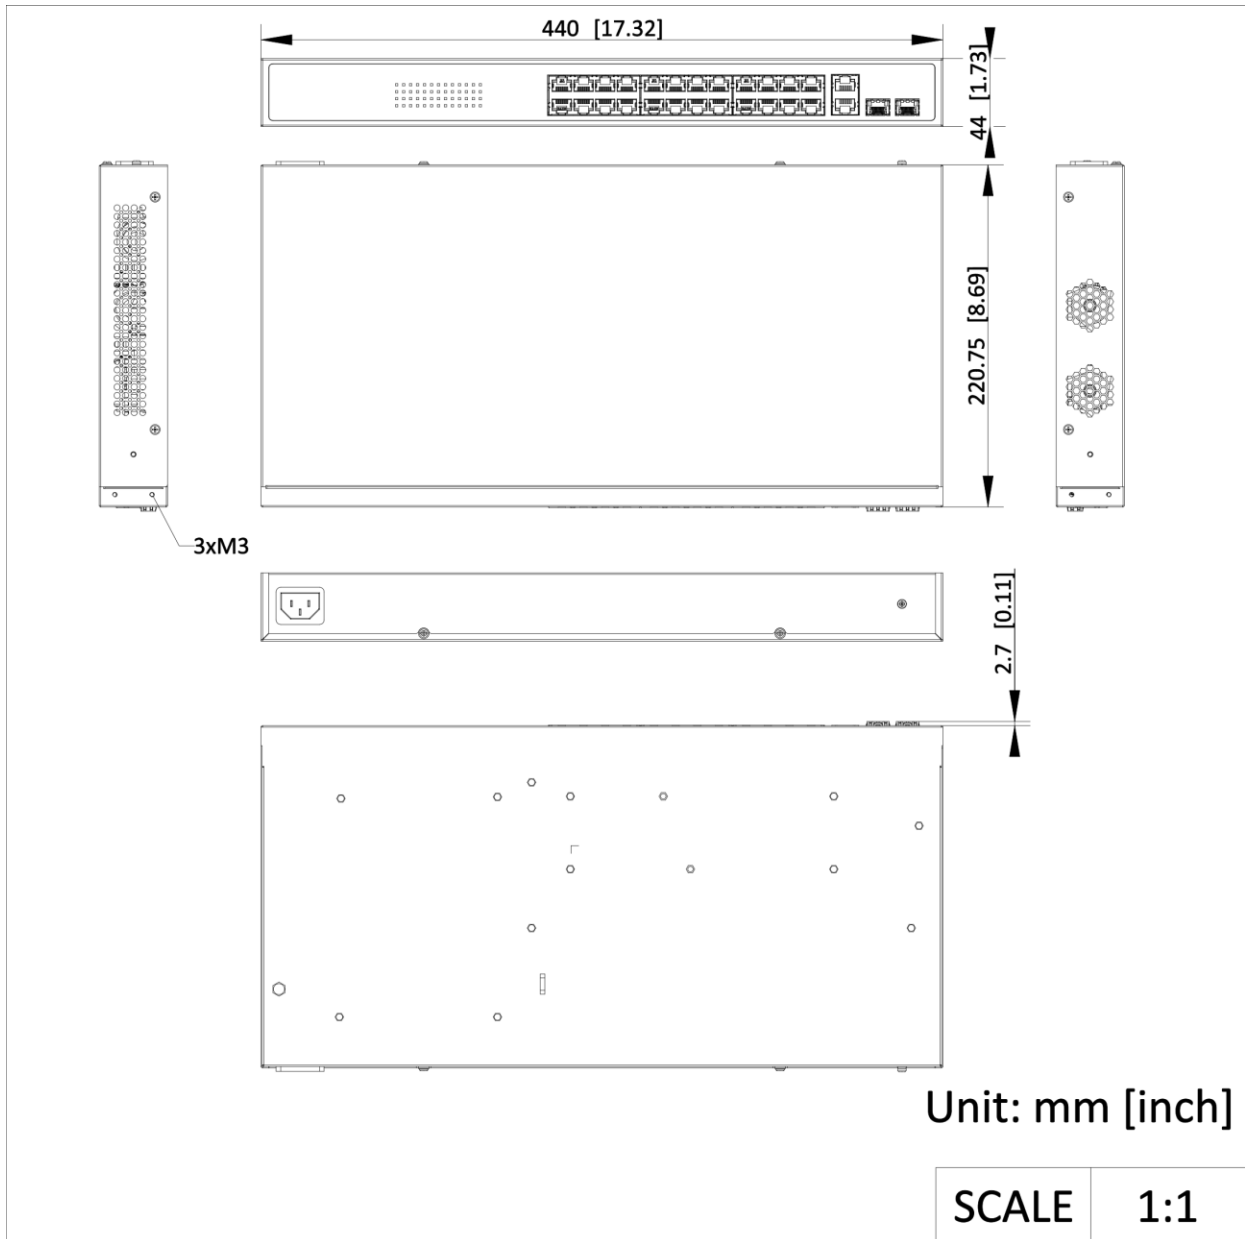 440 [17.32]
44 [1.73]
220.75 [8.69]
3xM3
2.7 [0.11]
Unit: mm [inch]
SCALE 1:1